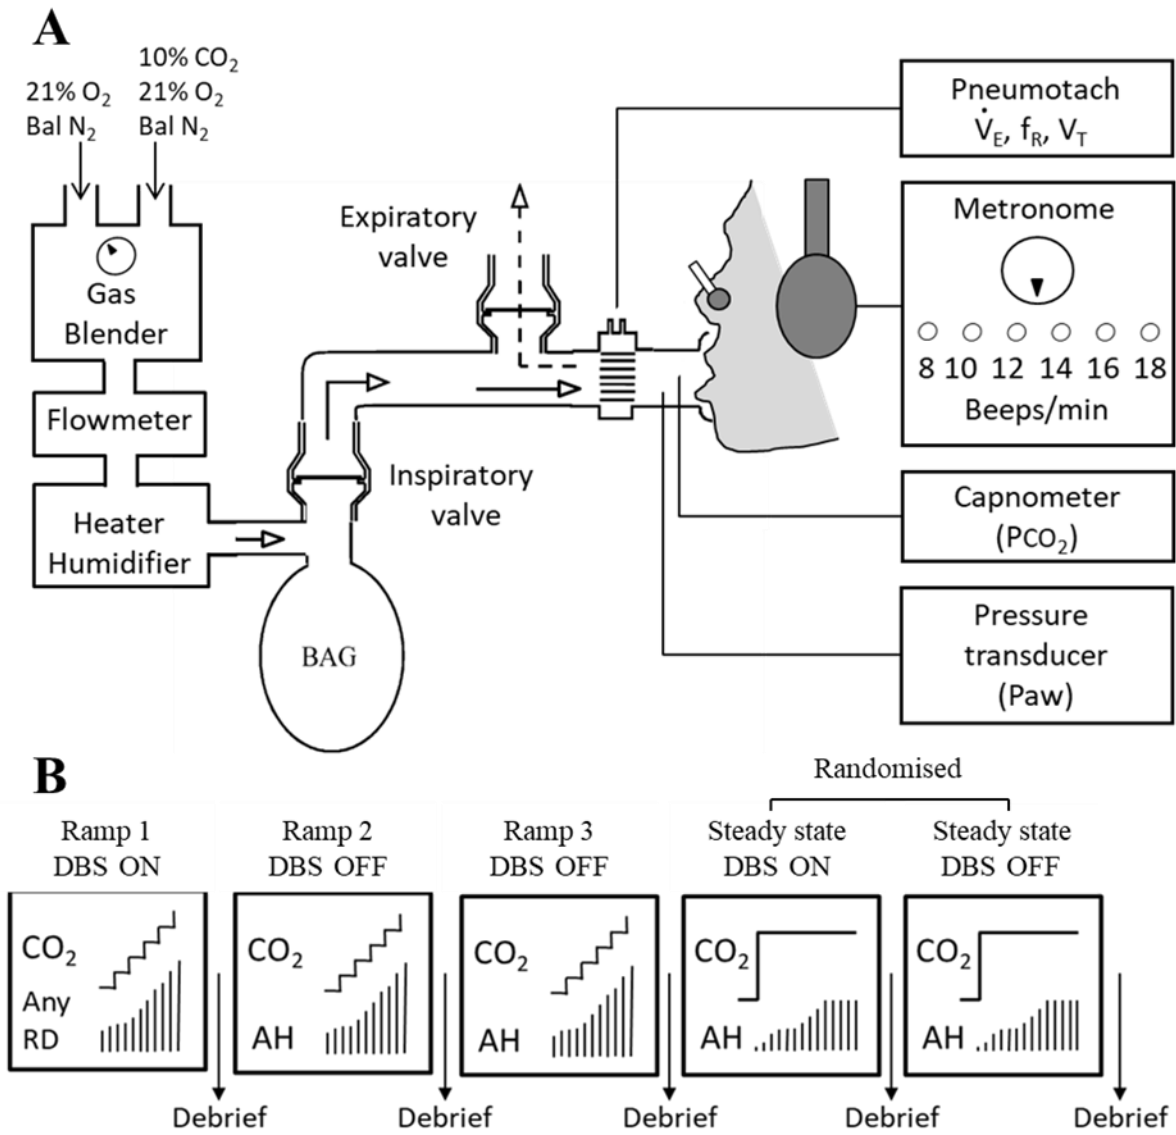 A
10% CO₂
21% O₂
21% O₂
Bal N₂
Bal N₂
Gas
Blender
Flowmeter
Heater
Humidifier
BAG
Inspiratory
valve
Expiratory
valve
Pneumotach
V̇E, fR, VT
Metronome
8 10 12 14 16 18
Beeps/min
Capnometer
(PCO₂)
Pressure
transducer
(Paw)
B
Randomised
Ramp 1
DBS ON
Ramp 2
DBS OFF
Ramp 3
DBS OFF
Steady state
DBS ON
Steady state
DBS OFF
CO₂
Any
RD
CO₂
AH
CO₂
AH
CO₂
AH
CO₂
AH
Debrief
Debrief
Debrief
Debrief
Debrief